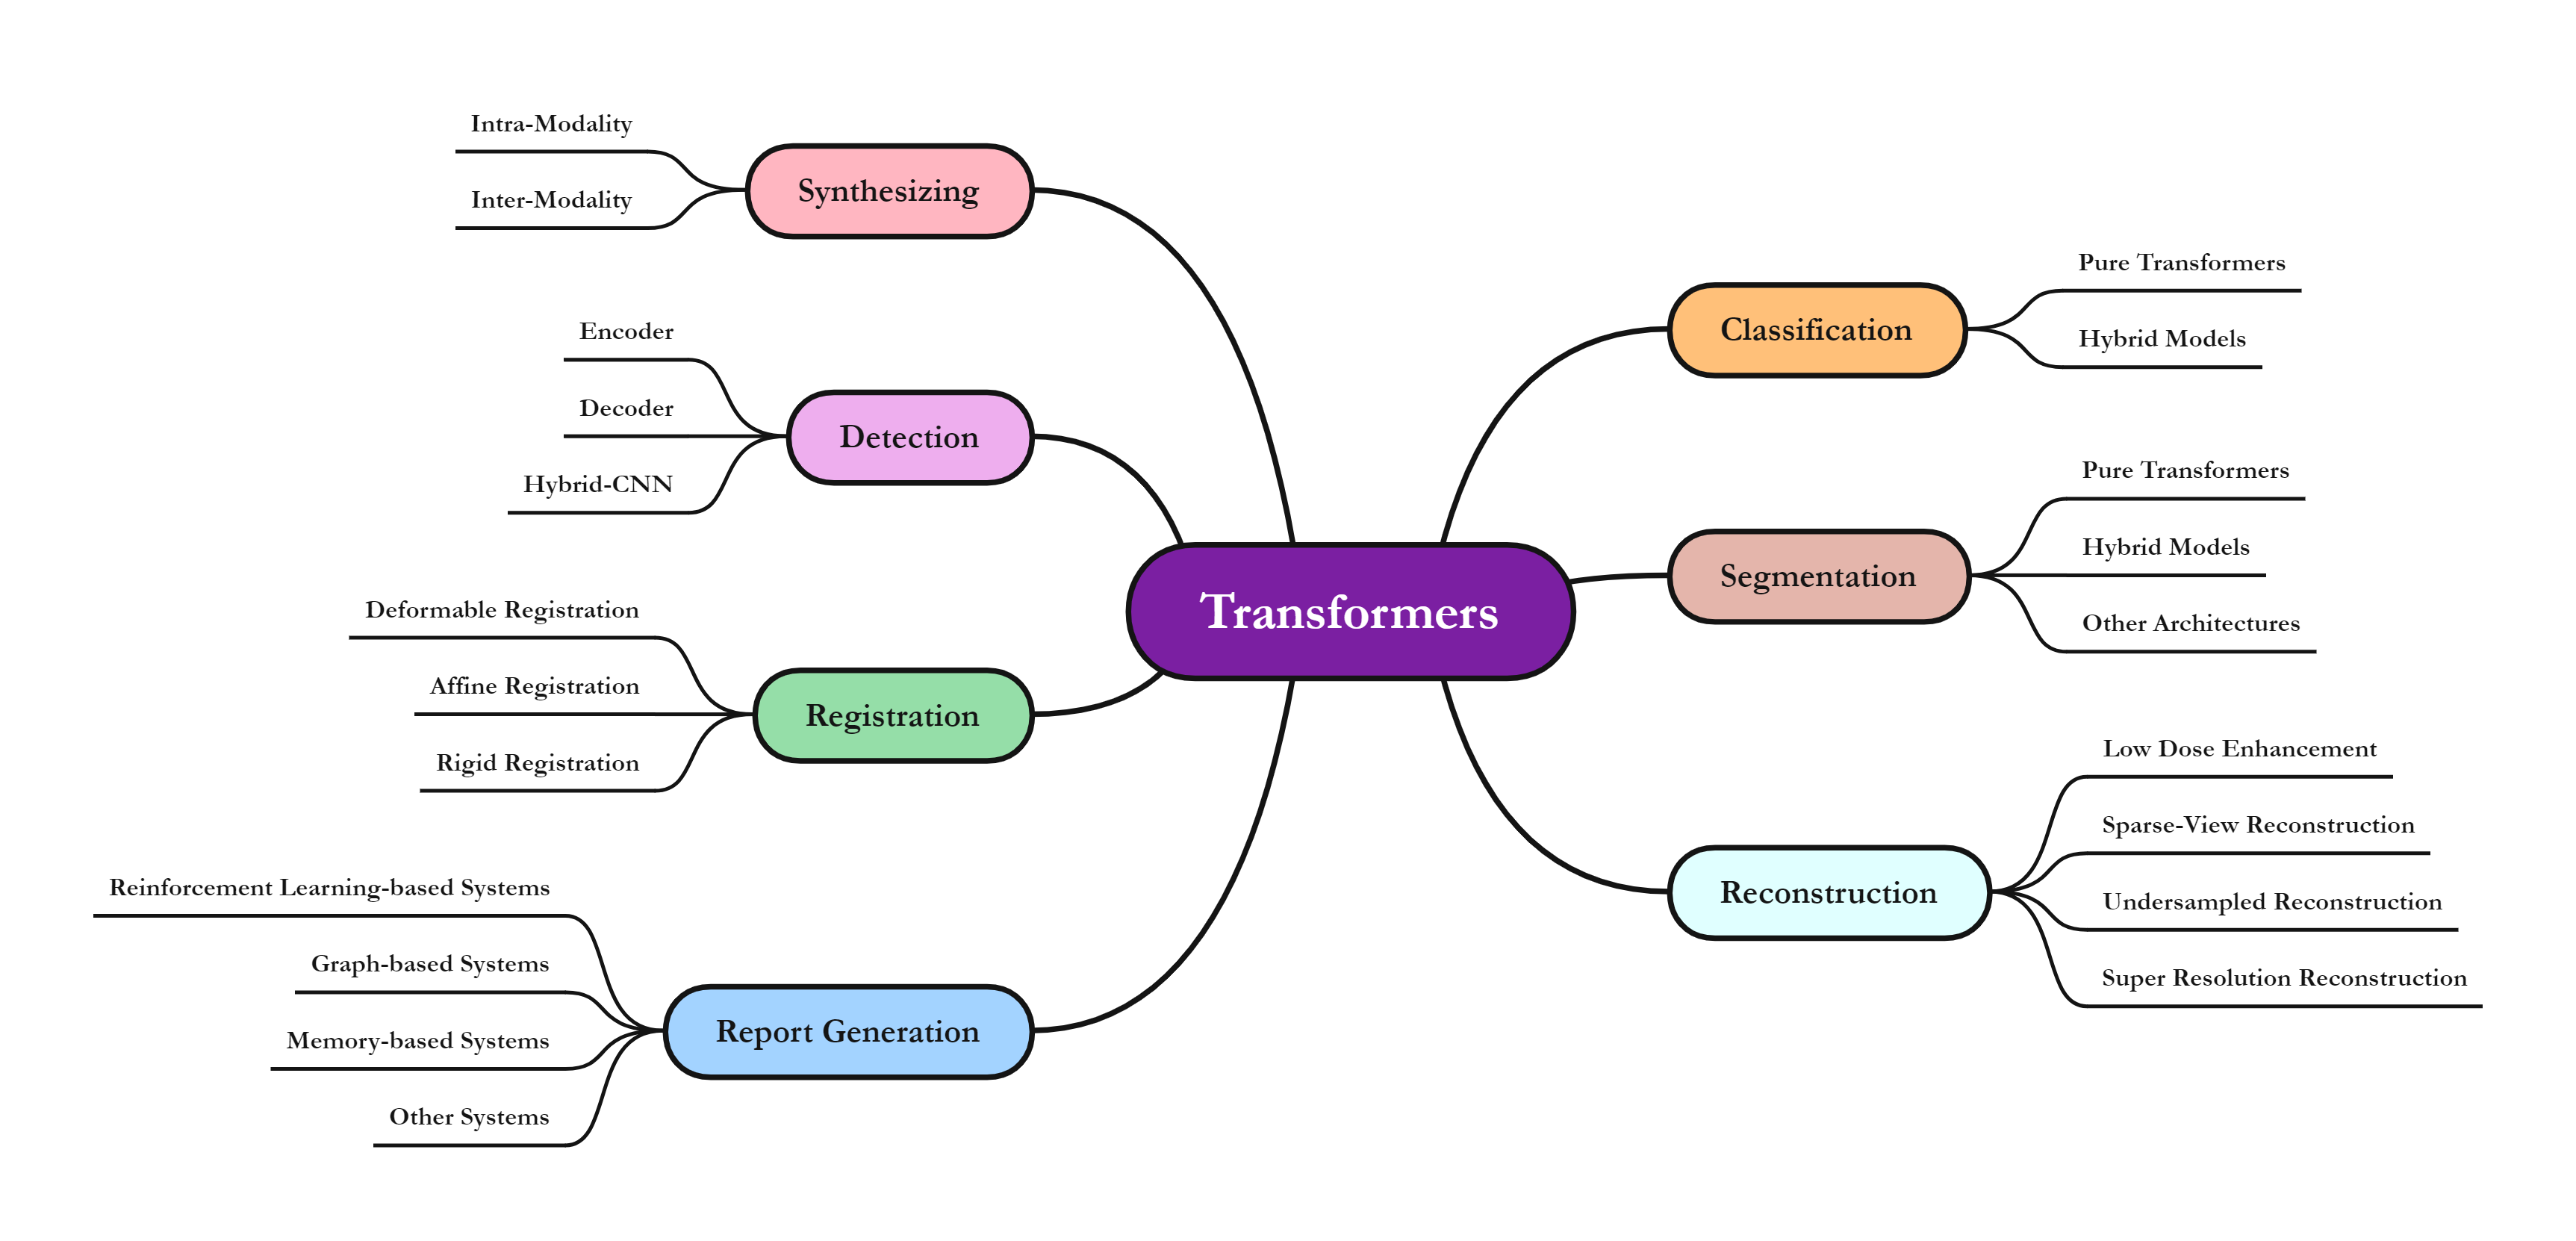 Intra-Modality
Inter-Modality
Synthesizing
Encoder
Decoder
Hybrid-CNN
Detection
Deformable Registration
Affine Registration
Rigid Registration
Registration
Reinforcement Learning-based Systems
Graph-based Systems
Memory-based Systems
Other Systems
Report Generation
Transformers
Classification
Pure Transformers
Hybrid Models
Segmentation
Pure Transformers
Hybrid Models
Other Architectures
Reconstruction
Low Dose Enhancement
Sparse-View Reconstruction
Undersampled Reconstruction
Super Resolution Reconstruction